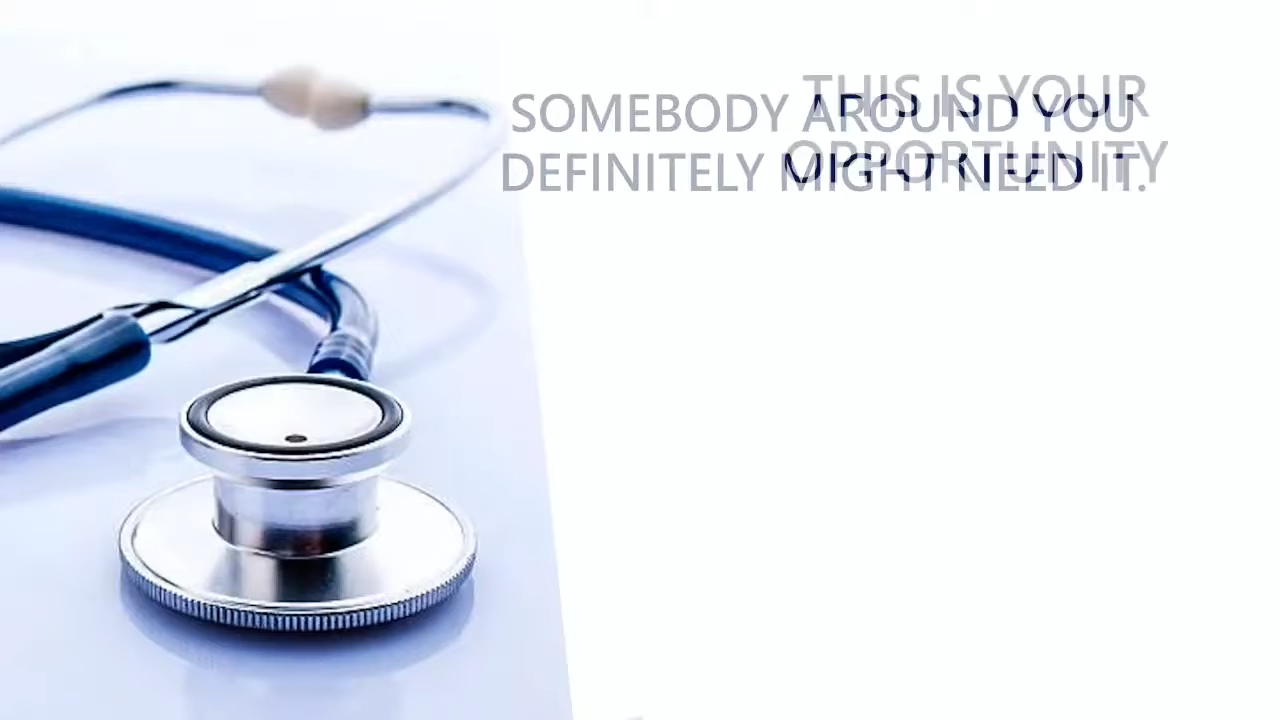 SOMEBODY AROUND YOU
DEFINITELY MIGHT NEED IT.
THIS IS YOUR
OPPORTUNITY